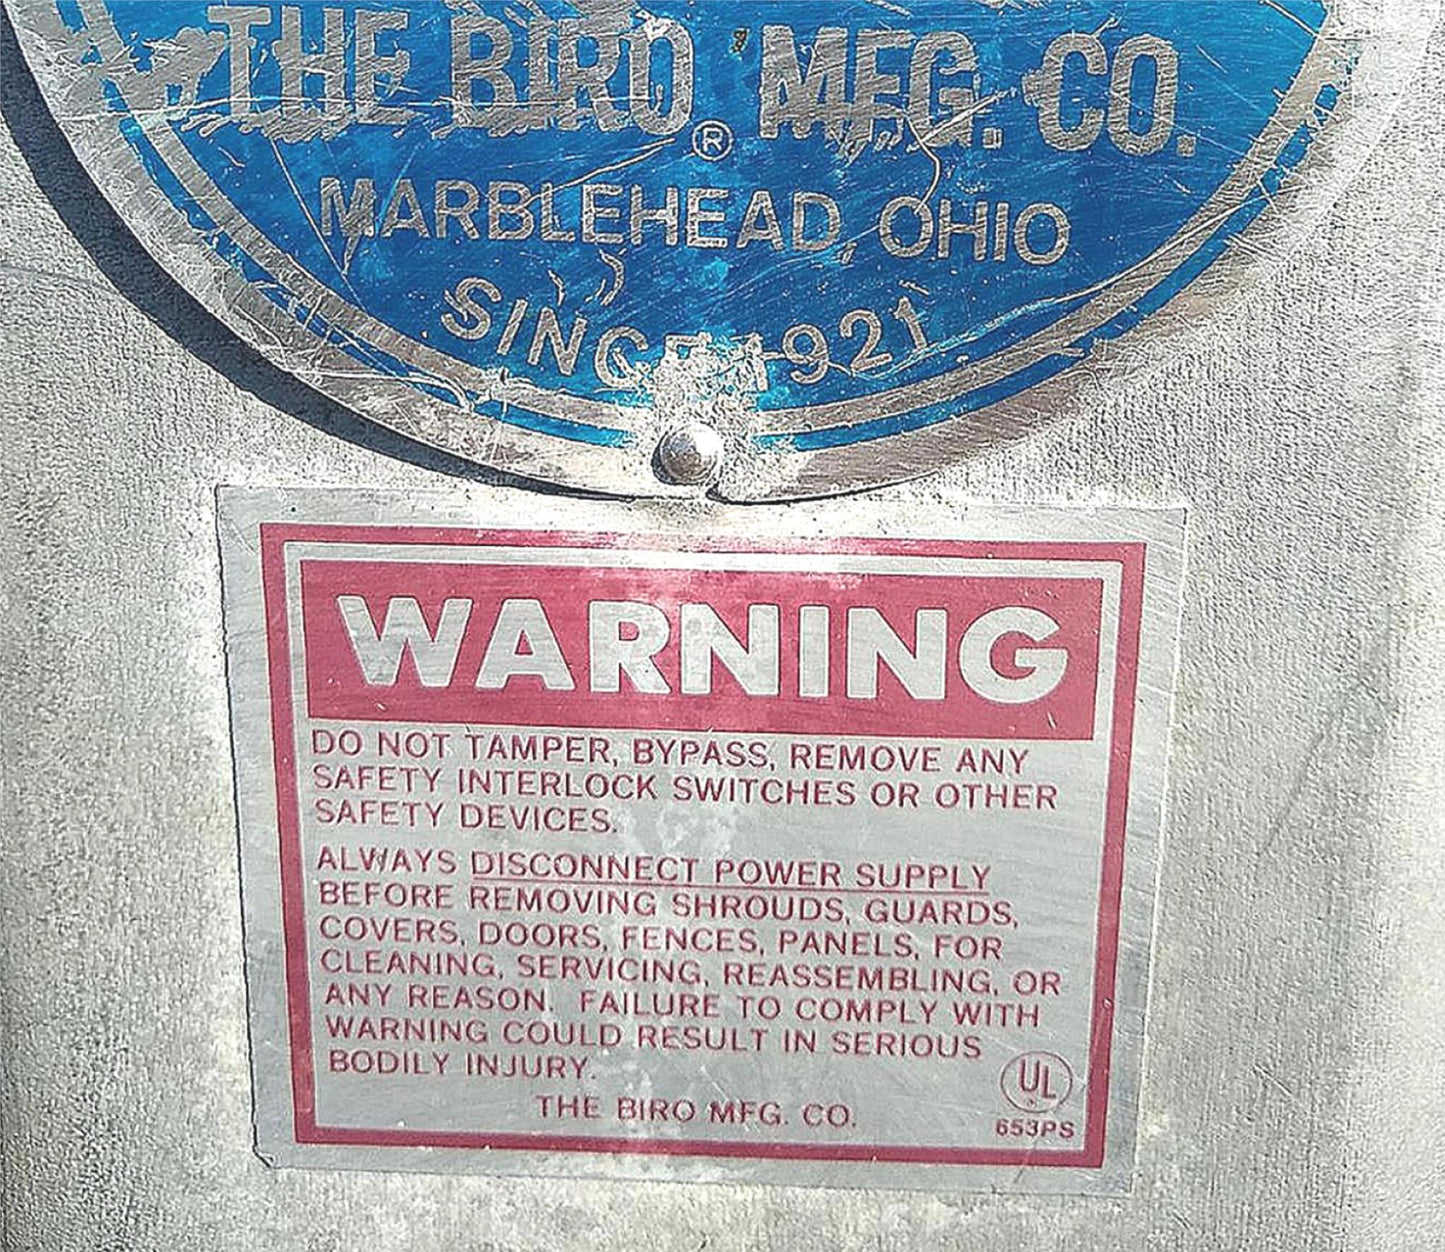 THE BIRO ® MFG. CO.
MARBLEHEAD, OHIO
SINCE 1921
WARNING
DO NOT TAMPER, BYPASS, REMOVE ANY
SAFETY INTERLOCK SWITCHES OR OTHER
SAFETY DEVICES.
ALWAYS DISCONNECT POWER SUPPLY
BEFORE REMOVING SHROUDS, GUARDS,
COVERS, DOORS, FENCES, PANELS, FOR
CLEANING, SERVICING, REASSEMBLING, OR
ANY REASON. FAILURE TO COMPLY WITH
WARNING COULD RESULT IN SERIOUS
BODILY INJURY.
THE BIRO MFG. CO.
UL
653PS